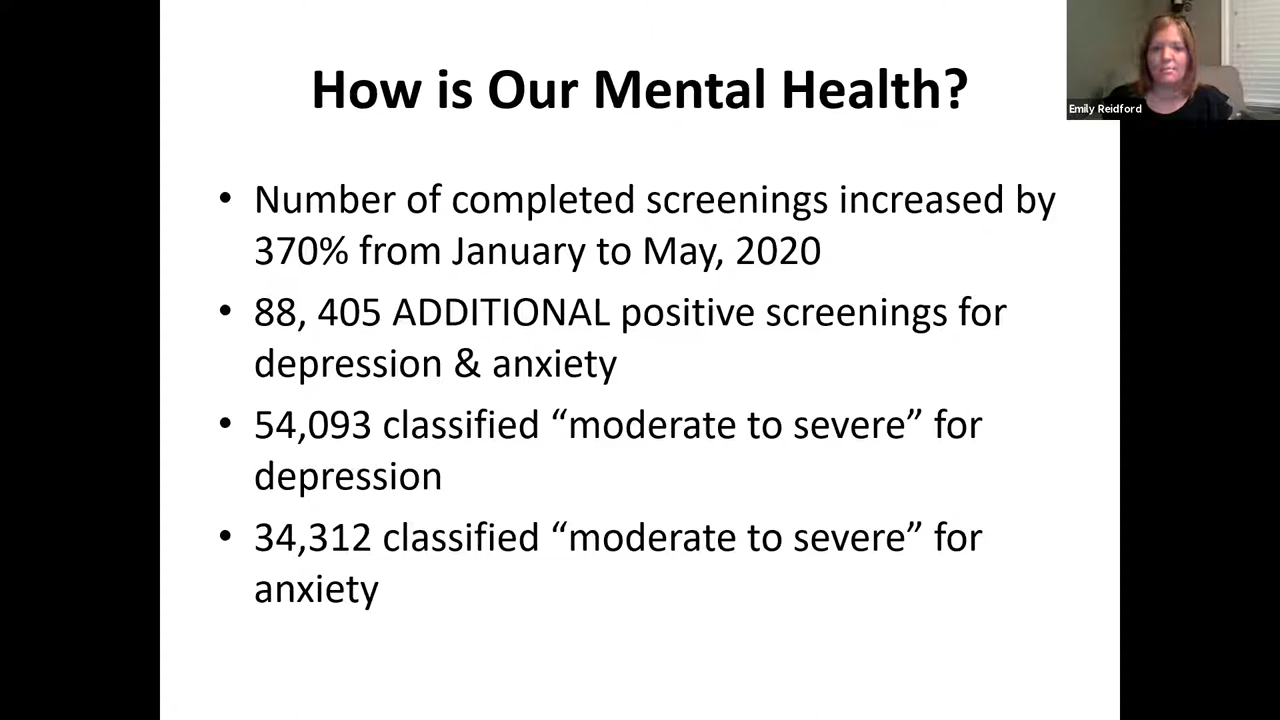 How is Our Mental Health?
Emily Reidford
• Number of completed screenings increased by
370% from January to May, 2020
• 88, 405 ADDITIONAL positive screenings for
depression & anxiety
• 54,093 classified “moderate to severe” for
depression
• 34,312 classified “moderate to severe” for
anxiety